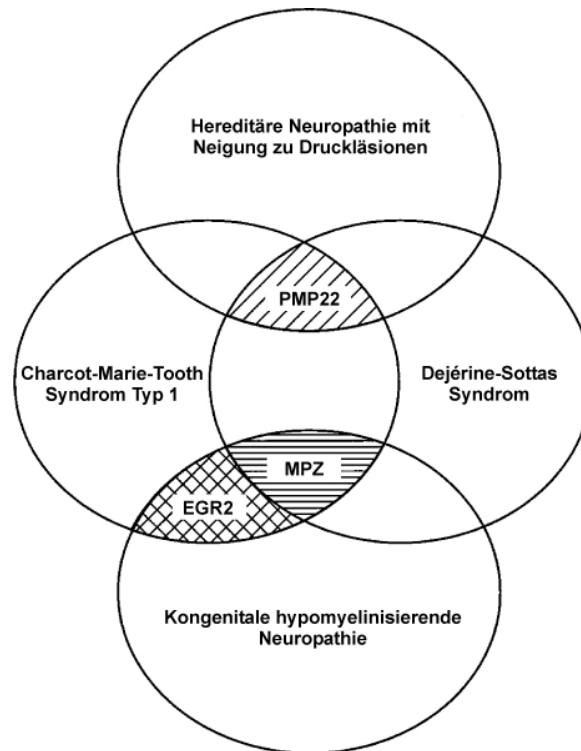 Hereditäre Neuropathie mit
Neigung zu Druckläsionen
PMP22
Charcot-Marie-Tooth
Syndrom Typ 1
Dejérine-Sottas
Syndrom
MPZ
EGR2
Kongenitale hypomyelinisierende
Neuropathie